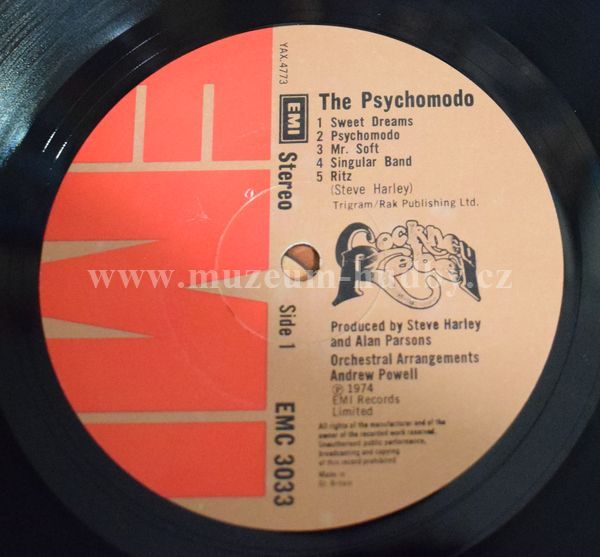 YAX.4773
EMI
Stereo
Side 1
EMC 3033
EMI
The Psychomodo
1 Sweet Dreams
2 Psychomodo
3 Mr. Soft
4 Singular Band
5 Ritz
(Steve Harley)
Trigram/Rak Publishing Ltd.
Cockney Rebel
www.muzeum-hudby.cz
Produced by Steve Harley
and Alan Parsons
Orchestral Arrangements
Andrew Powell
Ⓟ 1974
EMI Records
Limited
All rights of the manufacturer and of the
owner of the recorded work reserved.
Unauthorised public performance,
broadcasting and copying
of this record prohibited
Made in
Gt. Britain